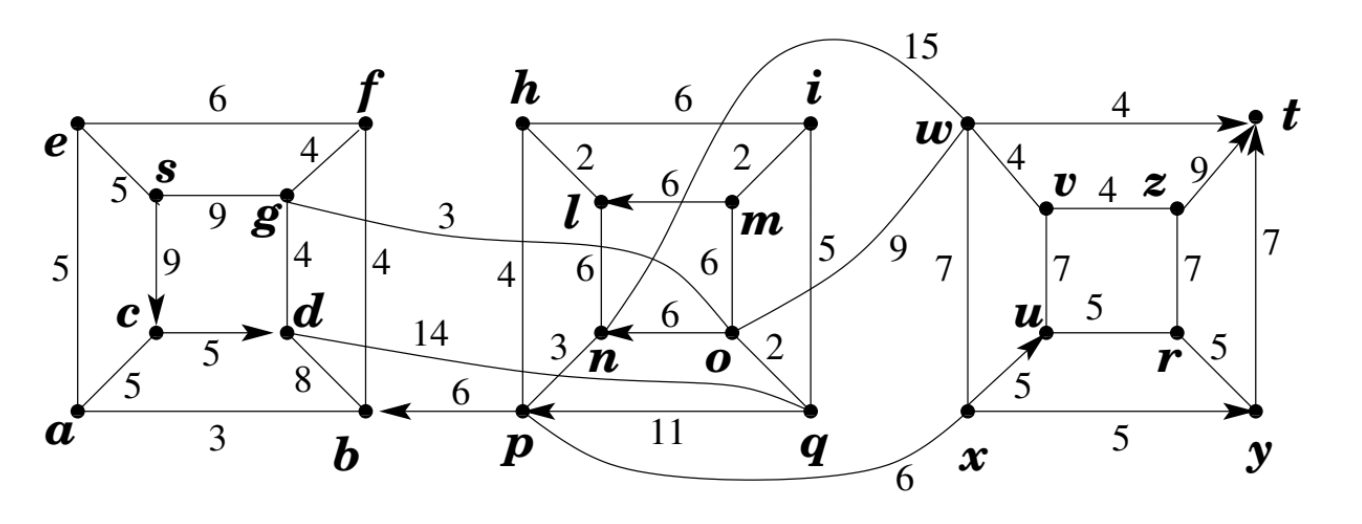 15
6 f h 6 i
e w 4 t
4 2 2
s 4 v 4 z 9
5 6
9 g l m
3
5 9 4 4 4 6 6 5 9 7 7 7 7
c d u 5
5 14 6 n o r
5 8 3 2 5 5
6
a 3 b p 11 q x 5 y
6